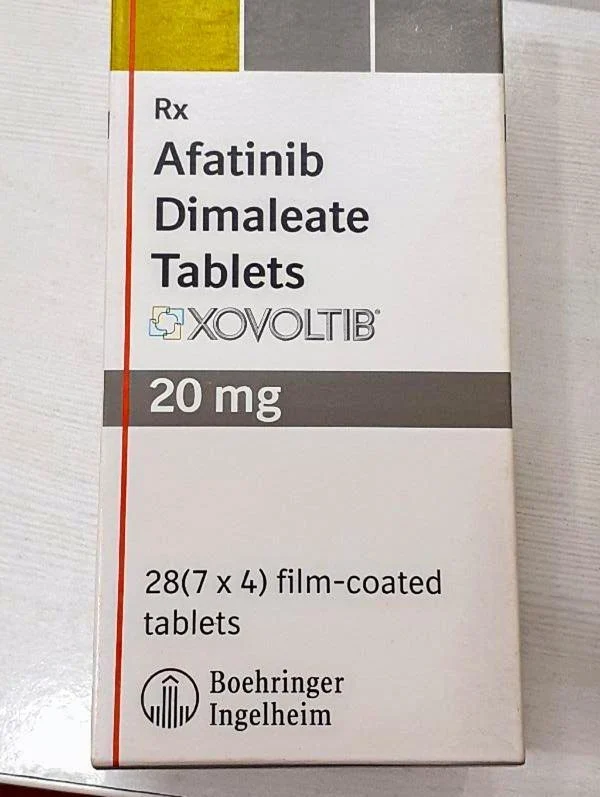 Rx
Afatinib
Dimaleate
Tablets
XOVOLTIB®
20 mg
28(7 x 4) film-coated
tablets
Boehringer
Ingelheim